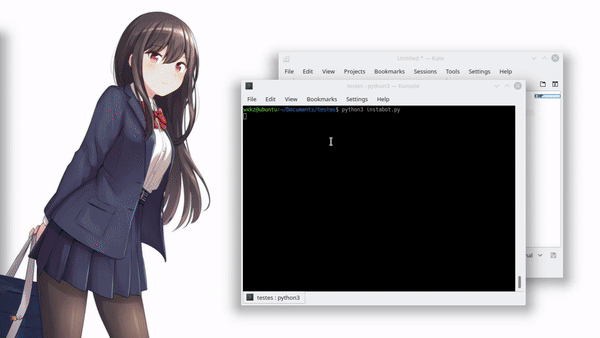 Untitled * — Kate
File Edit View Projects Bookmarks Sessions Tools Settings Help
testes : python3 — Konsole
File Edit View Bookmarks Settings Help
wxkz@ubuntu:~/Documents/testes$ python3 instabot.py
testes : python3